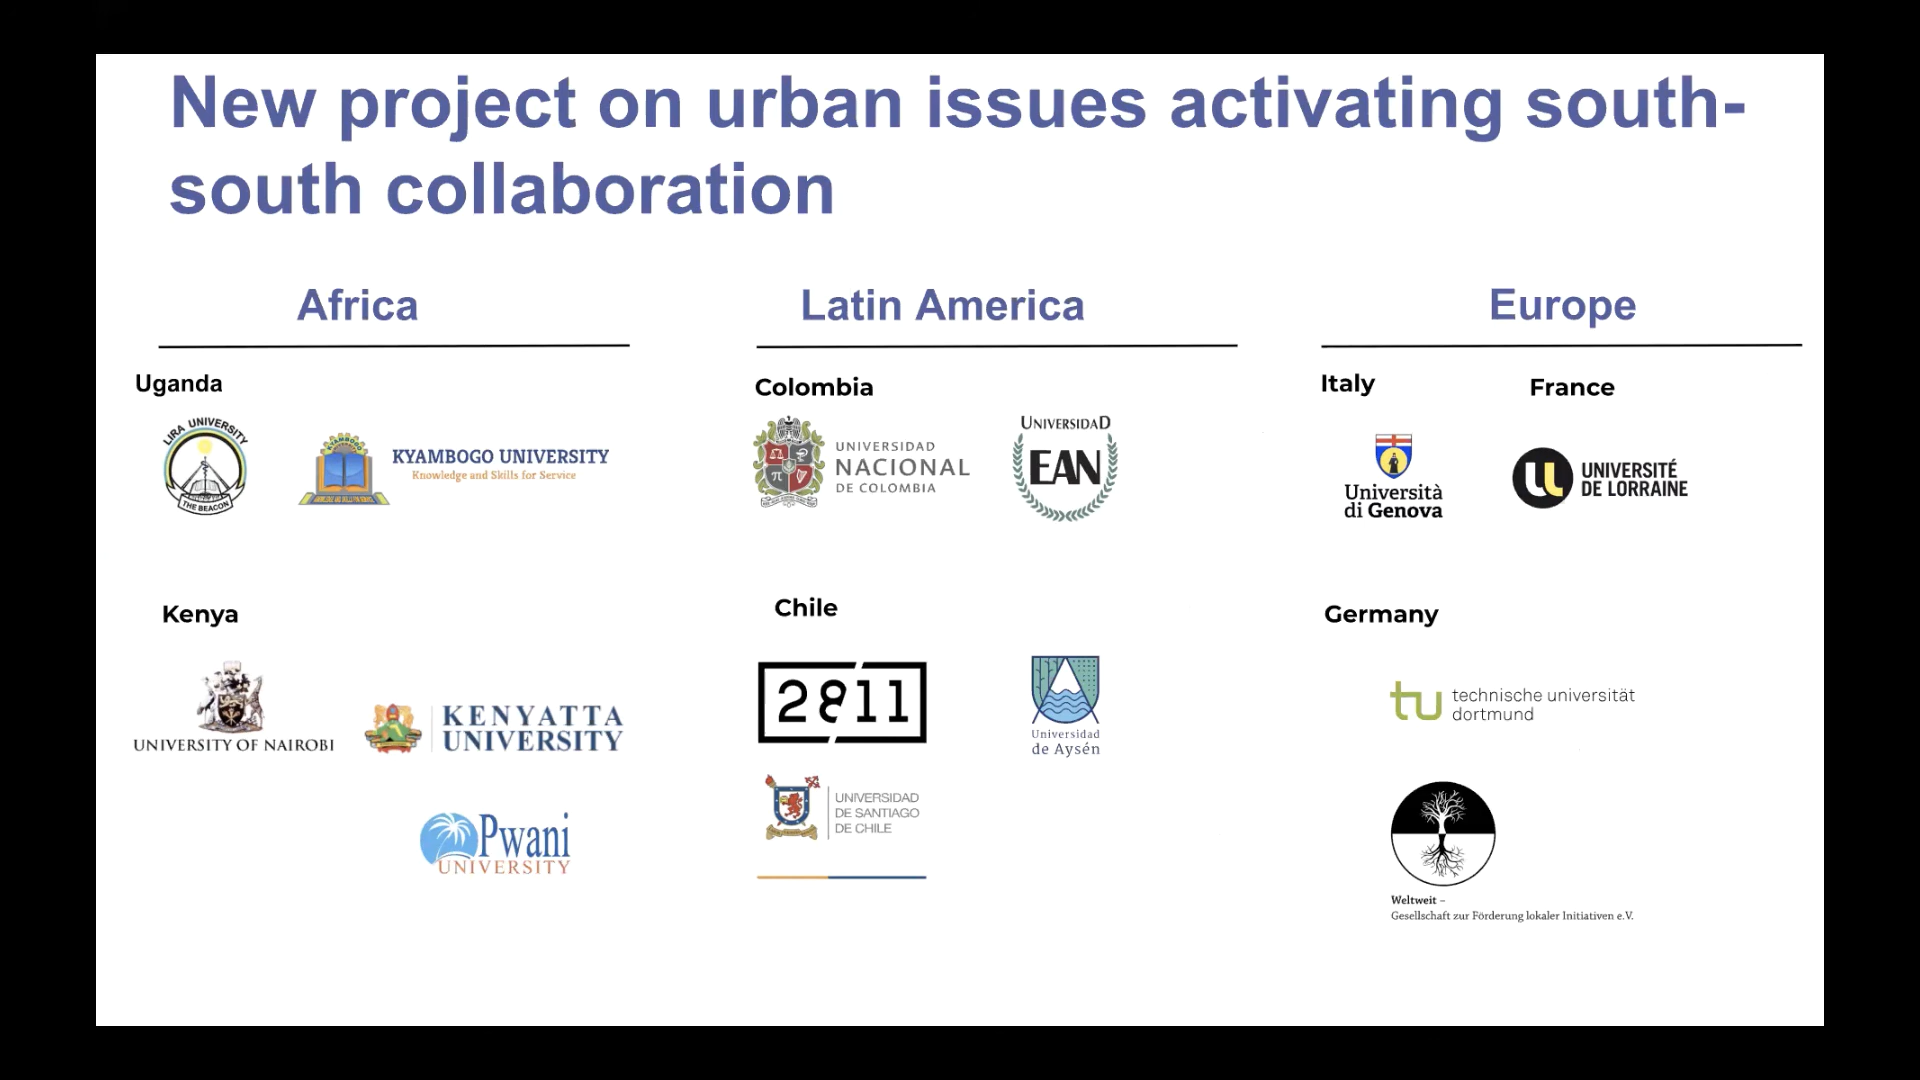 New project on urban issues activating south-
south collaboration
Africa
Latin America
Europe
Uganda
LIRA UNIVERSITY
THE BEACON
KYAMBOGO
KYAMBOGO UNIVERSITY
Knowledge and Skills for Service
Kenya
UNIVERSITY OF NAIROBI
KENYATTA
UNIVERSITY
Pwani
UNIVERSITY
Colombia
UNIVERSIDAD
NACIONAL
DE COLOMBIA
UNIVERSIDAD
EAN
Chile
2811
Universidad
de Aysén
UNIVERSIDAD
DE SANTIAGO
DE CHILE
Italy
France
Università
di Genova
UNIVERSITÉ
DE LORRAINE
Germany
tu
technische universität
dortmund
Weltweit –
Gesellschaft zur Förderung lokaler Initiativen e.V.